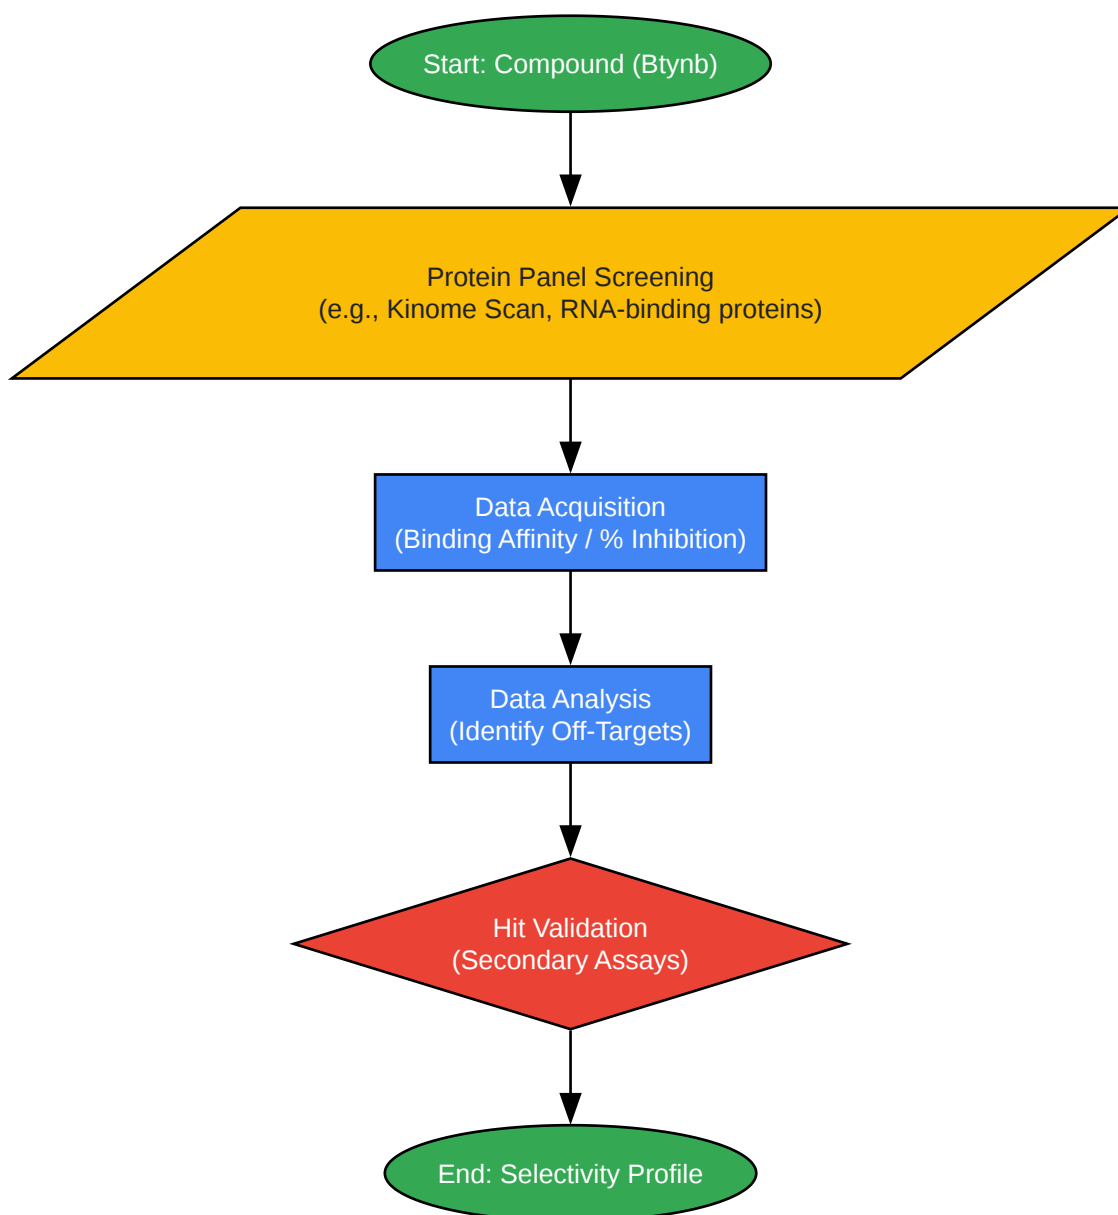 Start: Compound (Btynb)
Protein Panel Screening
(e.g., Kinome Scan, RNA-binding proteins)
Data Acquisition
(Binding Affinity / % Inhibition)
Data Analysis
(Identify Off-Targets)
Hit Validation
(Secondary Assays)
End: Selectivity Profile